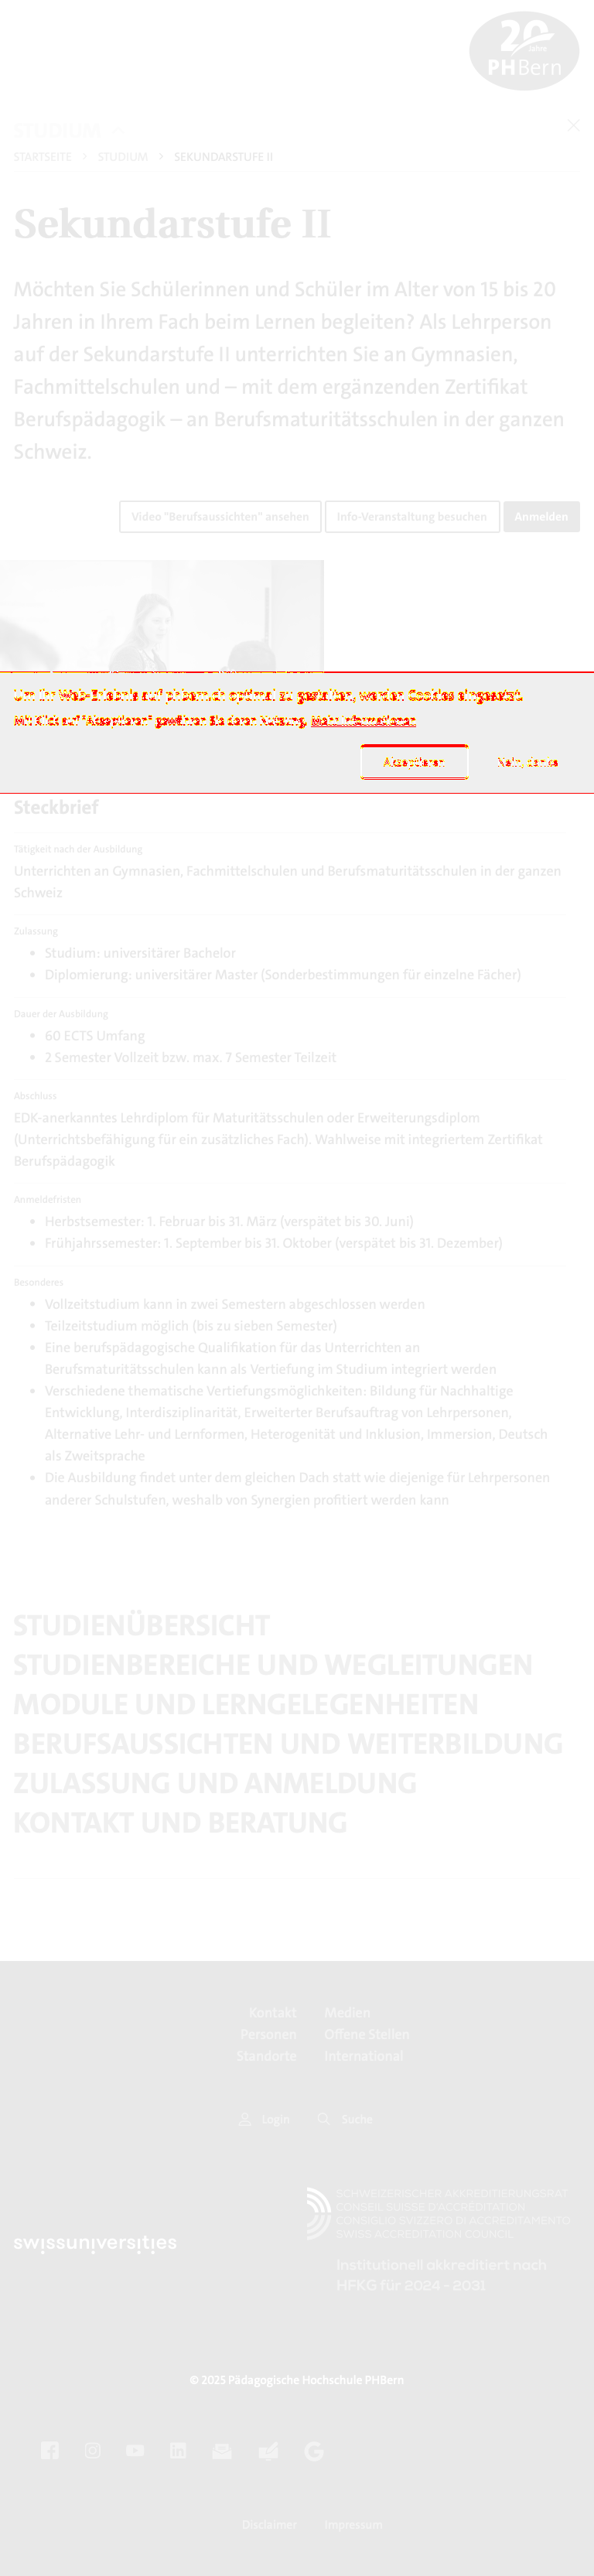 20 Jahre
PHBern
STUDIUM
STARTSEITE > STUDIUM > SEKUNDARSTUFE II
Sekundarstufe II
Möchten Sie Schülerinnen und Schüler im Alter von 15 bis 20
Jahren in Ihrem Fach beim Lernen begleiten? Als Lehrperson
auf der Sekundarstufe II unterrichten Sie an Gymnasien,
Fachmittelschulen und – mit dem ergänzenden Zertifikat
Berufspädagogik – an Berufsmaturitätsschulen in der ganzen
Schweiz.
Video "Berufsaussichten" ansehen Info-Veranstaltung besuchen Anmelden
Um Ihr Web-Erlebnis auf phbern.ch optimal zu gestalten, werden Cookies eingesetzt.
Mit Klick auf "Akzeptieren" gewähren Sie deren Nutzung. Mehr Informationen
Akzeptieren Nein, danke
Steckbrief
Tätigkeit nach der Ausbildung
Unterrichten an Gymnasien, Fachmittelschulen und Berufsmaturitätsschulen in der ganzen
Schweiz
Zulassung
• Studium: universitärer Bachelor
• Diplomierung: universitärer Master (Sonderbestimmungen für einzelne Fächer)
Dauer der Ausbildung
• 60 ECTS Umfang
• 2 Semester Vollzeit bzw. max. 7 Semester Teilzeit
Abschluss
EDK-anerkanntes Lehrdiplom für Maturitätsschulen oder Erweiterungsdiplom
(Unterrichtsbefähigung für ein zusätzliches Fach). Wahlweise mit integriertem Zertifikat
Berufspädagogik
Anmeldefristen
• Herbstsemester: 1. Februar bis 31. März (verspätet bis 30. Juni)
• Frühjahrssemester: 1. September bis 31. Oktober (verspätet bis 31. Dezember)
Besonderes
• Vollzeitstudium kann in zwei Semestern abgeschlossen werden
• Teilzeitstudium möglich (bis zu sieben Semester)
• Eine berufspädagogische Qualifikation für das Unterrichten an
Berufsmaturitätsschulen kann als Vertiefung im Studium integriert werden
• Verschiedene thematische Vertiefungsmöglichkeiten: Bildung für Nachhaltige
Entwicklung, Interdisziplinarität, Erweiterter Berufsauftrag von Lehrpersonen,
Alternative Lehr- und Lernformen, Heterogenität und Inklusion, Immersion, Deutsch
als Zweitsprache
• Die Ausbildung findet unter dem gleichen Dach statt wie diejenige für Lehrpersonen
anderer Schulstufen, weshalb von Synergien profitiert werden kann
STUDIENÜBERSICHT
STUDIENBEREICHE UND WEGLEITUNGEN
MODULE UND LERNGELEGENHEITEN
BERUFSAUSSICHTEN UND WEITERBILDUNG
ZULASSUNG UND ANMELDUNG
KONTAKT UND BERATUNG
Kontakt Medien
Personen Offene Stellen
Standorte International
Login Suche
SCHWEIZERISCHER AKKREDITIERUNGSRAT
CONSEIL SUISSE D'ACCRÉDITATION
CONSIGLIO SVIZZERO DI ACCREDITAMENTO
SWISS ACCREDITATION COUNCIL
swissuniversities
Institutionell akkreditiert nach
HFKG für 2024 - 2031
© 2025 Pädagogische Hochschule PHBern
Disclaimer Impressum